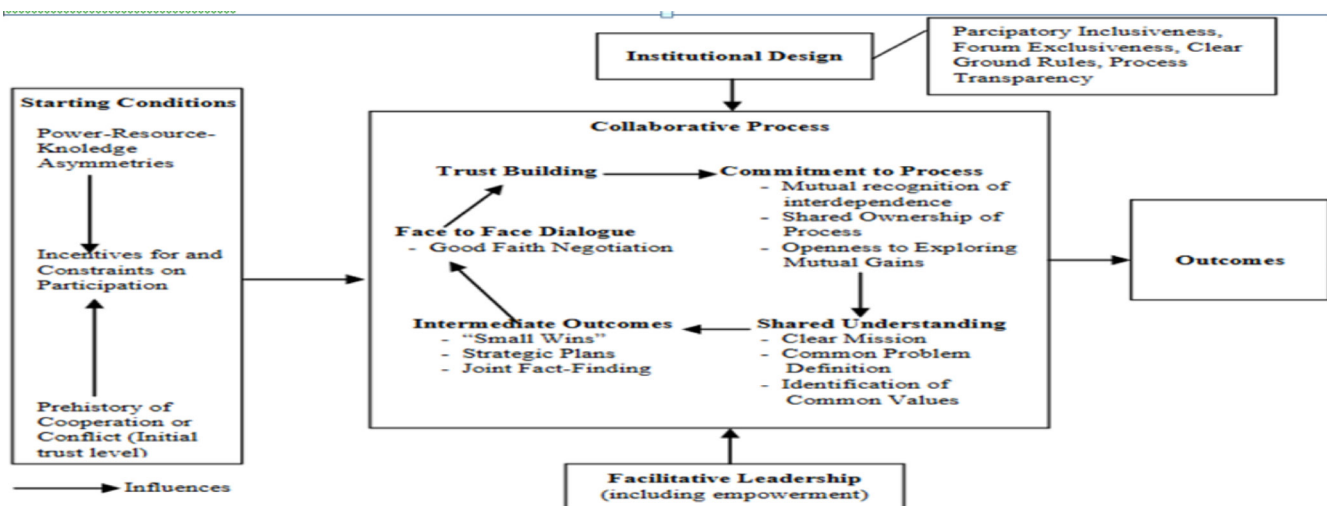 Institutional Design
Parcipatory Inclusiveness,
Forum Exclusiveness, Clear
Ground Rules, Process
Transparency
Starting Conditions
Power-Resource-
Knoledge
Asymmetries
Incentives for and
Constraints on
Participation
Prehistory of
Cooperation or
Conflict (Initial
trust level)
Collaborative Process
Trust Building
Commitment to Process
- Mutual recognition of
interdependence
- Shared Ownership of
Process
- Openness to Exploring
Mutual Gains
Face to Face Dialogue
- Good Faith Negotiation
Intermediate Outcomes
- “Small Wins”
- Strategic Plans
- Joint Fact-Finding
Shared Understanding
- Clear Mission
- Common Problem
Definition
- Identification of
Common Values
Outcomes
Facilitative Leadership
(including empowerment)
Influences